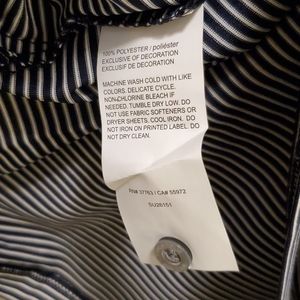 100% POLYESTER / poliéster
EXCLUSIVE OF DECORATION
EXCLUSIF DE DECORATION
MACHINE WASH COLD WITH LIKE
COLORS. DELICATE CYCLE.
NON-CHLORINE BLEACH IF
NEEDED. TUMBLE DRY LOW. DO
NOT USE FABRIC SOFTENERS OR
DRYER SHEETS. COOL IRON. DO
NOT IRON ON PRINTED LABEL. DO
NOT DRY CLEAN.
RN# 37763 / CA# 55972
SU26151